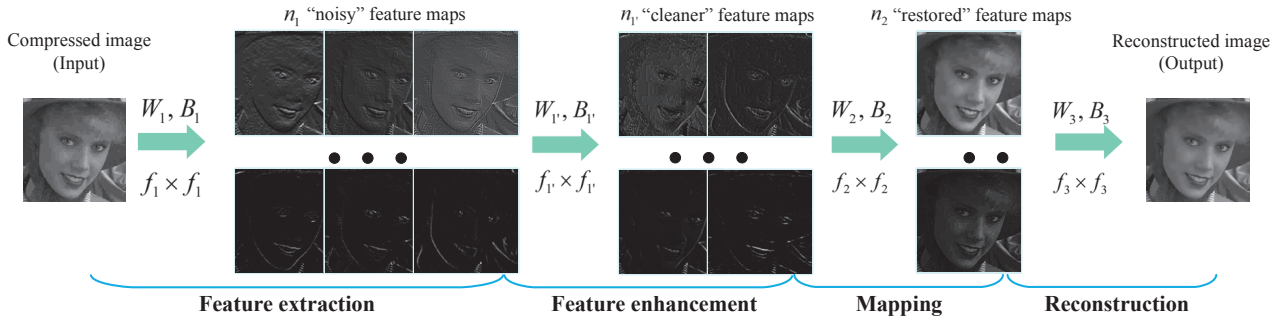 Compressed image
(Input)
W₁, B₁
f₁ × f₁
n₁ “noisy” feature maps
W₁', B₁'
f₁' × f₁'
n₁' “cleaner” feature maps
W₂, B₂
f₂ × f₂
n₂ “restored” feature maps
W₃, B₃
f₃ × f₃
Reconstructed image
(Output)
Feature extraction
Feature enhancement
Mapping
Reconstruction